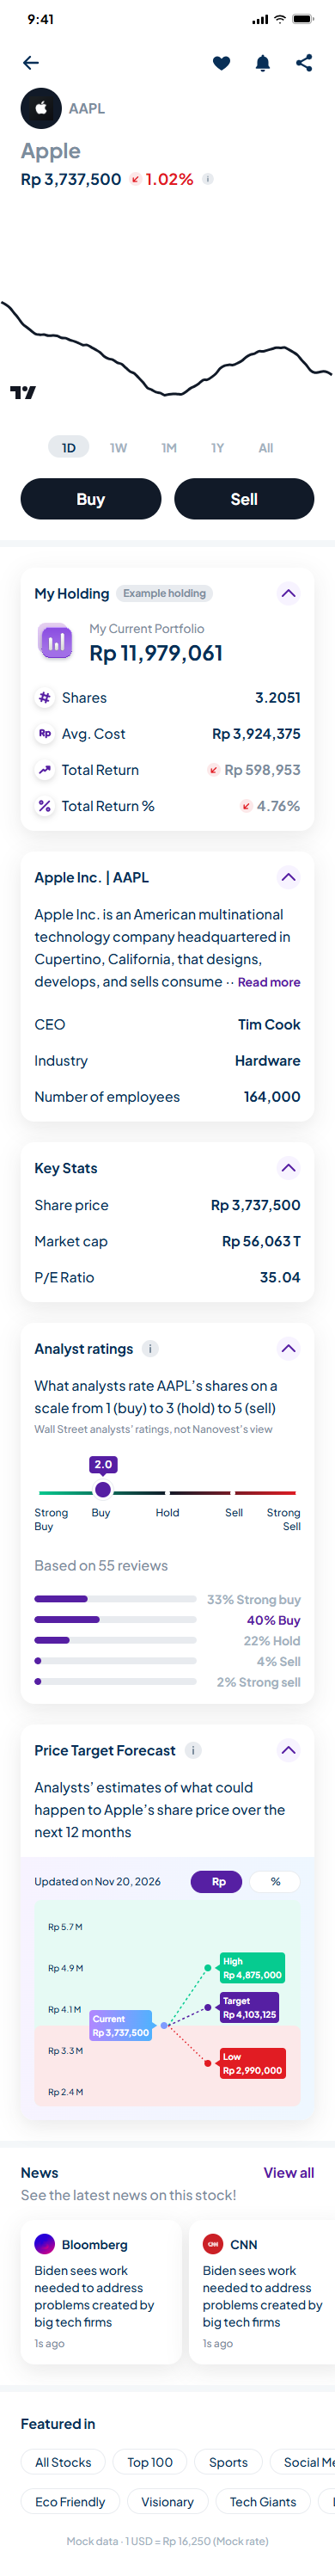 9:41
AAPL
Apple
Rp 3,737,500 1.02%
1D 1W 1M 1Y All
Buy Sell
My Holding Example holding
My Current Portfolio
Rp 11,979,061
Shares 3.2051
Rp Avg. Cost Rp 3,924,375
Total Return Rp 598,953
Total Return % 4.76%
Apple Inc. | AAPL
Apple Inc. is an American multinational
technology company headquartered in
Cupertino, California, that designs,
develops, and sells consume ·· Read more
CEO Tim Cook
Industry Hardware
Number of employees 164,000
Key Stats
Share price Rp 3,737,500
Market cap Rp 56,063 T
P/E Ratio 35.04
Analyst ratings i
What analysts rate AAPL's shares on a
scale from 1 (buy) to 3 (hold) to 5 (sell)
Wall Street analysts' ratings, not Nanovest's view
2.0
Strong Buy Hold Sell Strong
Buy Sell
Based on 55 reviews
33% Strong buy
40% Buy
22% Hold
4% Sell
2% Strong sell
Price Target Forecast i
Analysts' estimates of what could
happen to Apple's share price over the
next 12 months
Updated on Nov 20, 2026 Rp %
Rp 5.7 M
Rp 4.9 M
High
Rp 4,875,000
Rp 4.1 M
Target
Rp 4,103,125
Current
Rp 3,737,500
Rp 3.3 M
Low
Rp 2,990,000
Rp 2.4 M
News View all
See the latest news on this stock!
Bloomberg
Biden sees work
needed to address
problems created by
big tech firms
1s ago
CNN CNN
Biden sees work
needed to address
problems created by
big tech firms
1s ago
Featured in
All Stocks Top 100 Sports Social Me
Eco Friendly Visionary Tech Giants
Mock data · 1 USD = Rp 16,250 (Mock rate)